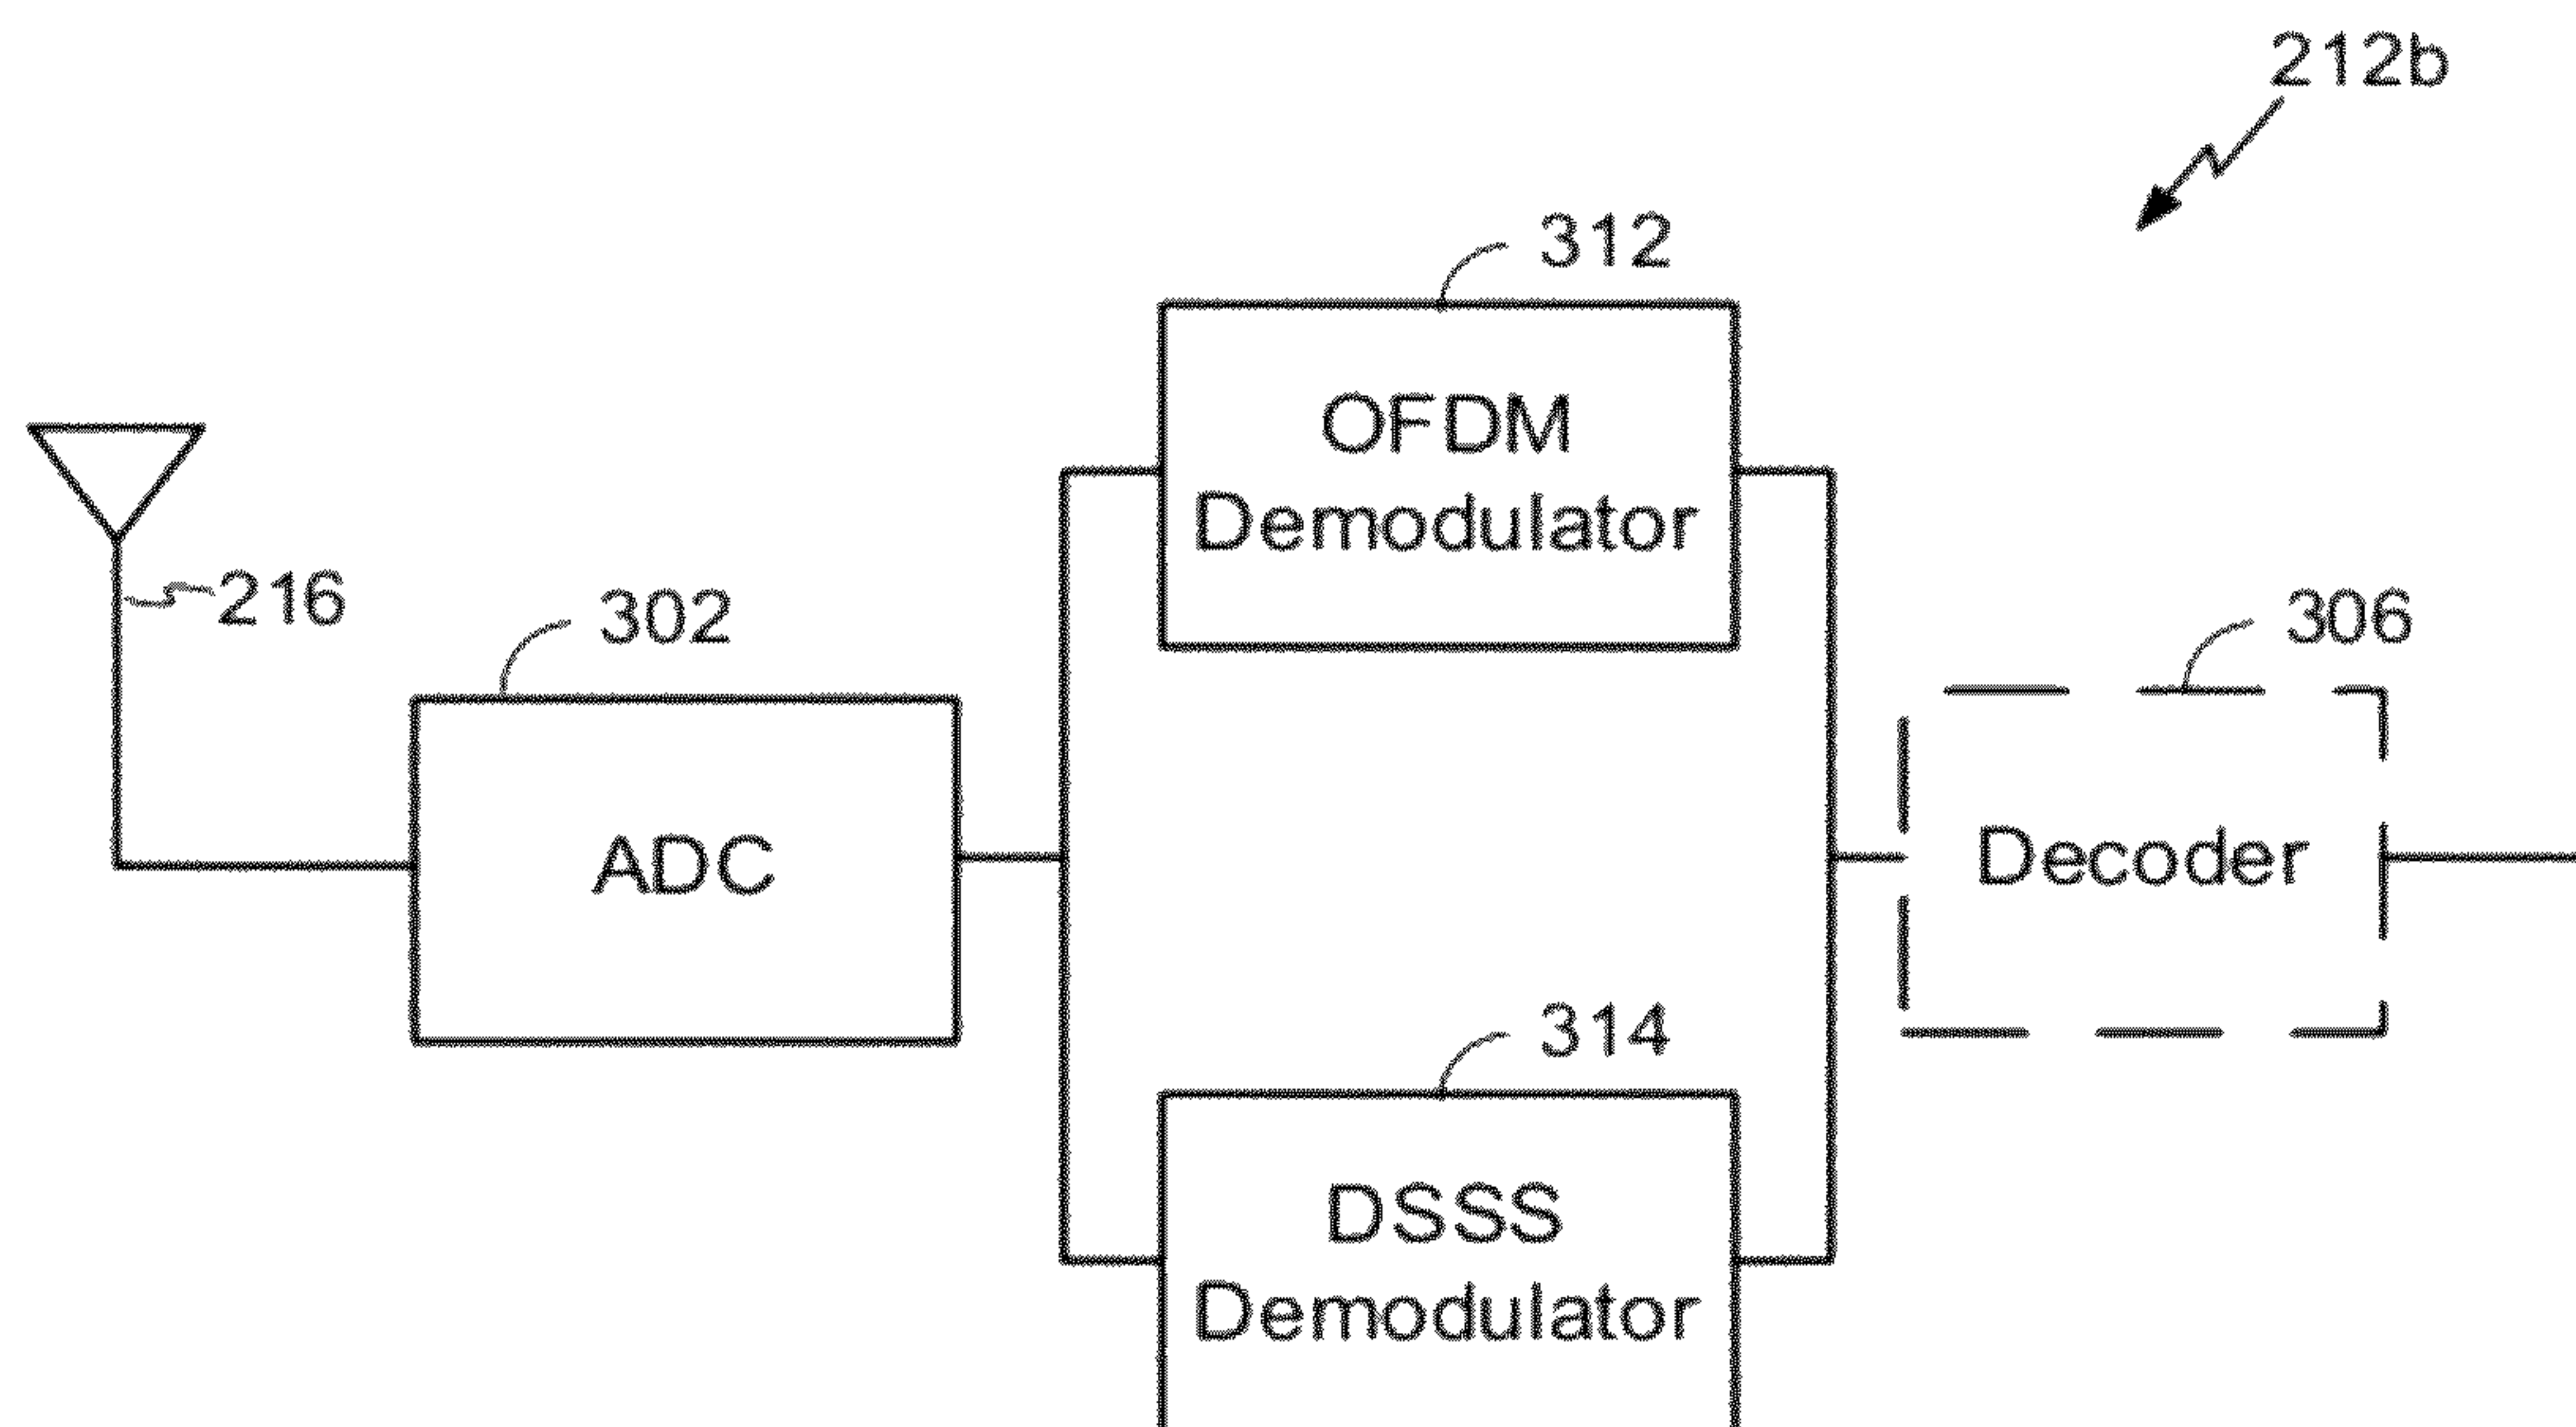 212b
312
OFDM
Demodulator
216
302
306
ADC
Decoder
314
DSSS
Demodulator